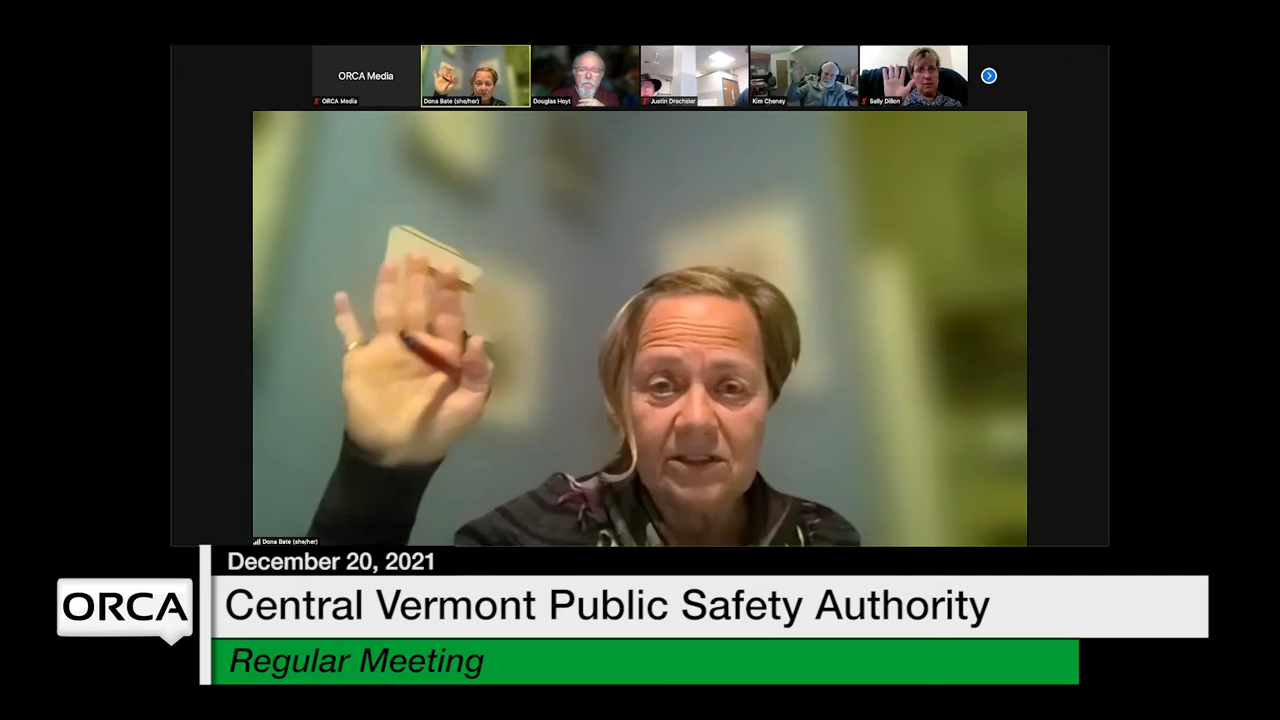 ORCA Media
ORCA Media
Dona Bate (she/her)
Douglas Hoyt
Justin Drechsler
Kim Cheney
Sally Dillon
Dona Bate (she/her)
December 20, 2021
ORCA
Central Vermont Public Safety Authority
Regular Meeting